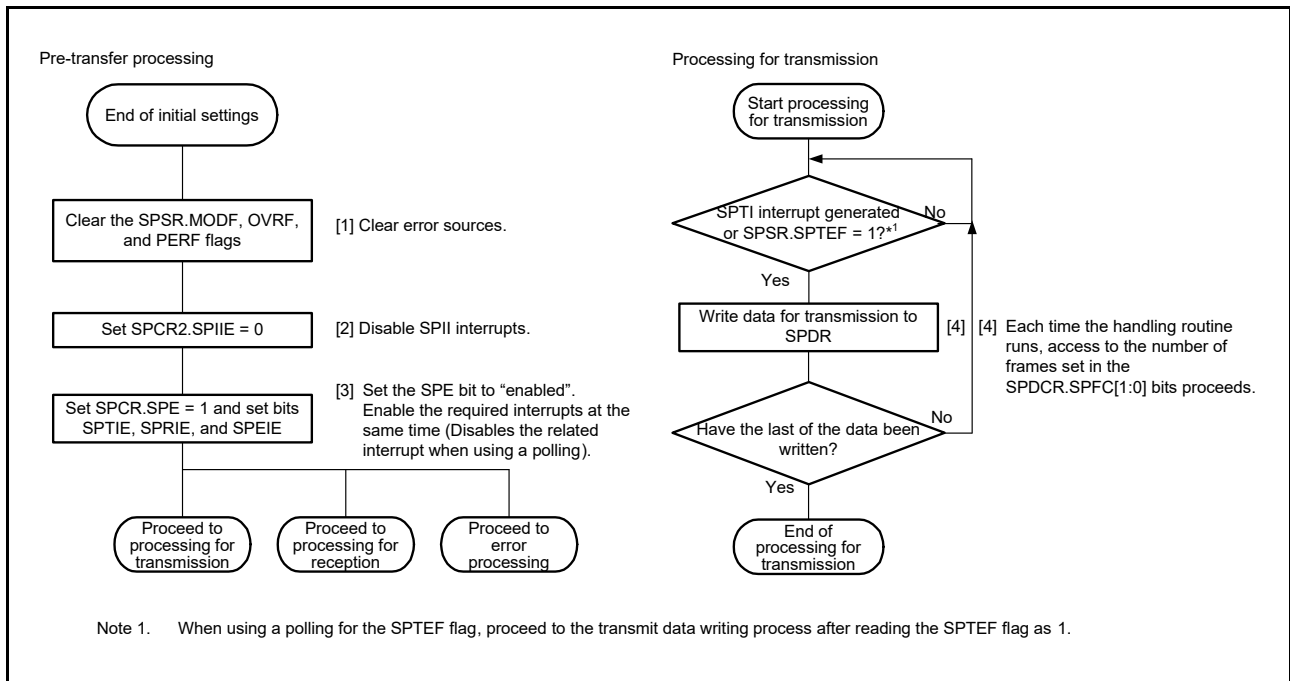 Pre-transfer processing
End of initial settings
Clear the SPSR.MODF, OVRF,
and PERF flags
[1] Clear error sources.
Set SPCR2.SPIIE = 0
[2] Disable SPII interrupts.
Set SPCR.SPE = 1 and set bits
SPTIE, SPRIE, and SPEIE
[3] Set the SPE bit to “enabled”.
Enable the required interrupts at the
same time (Disables the related
interrupt when using a polling).
Proceed to
processing for
transmission
Proceed to
processing for
reception
Proceed to
error
processing
Processing for transmission
Start processing
for transmission
SPTI interrupt generated
or SPSR.SPTEF = 1?*1
No
Yes
Write data for transmission to
SPDR
[4]
[4] Each time the handling routine
runs, access to the number of
frames set in the
SPDCR.SPFC[1:0] bits proceeds.
Have the last of the data been
written?
No
Yes
End of
processing for
transmission
Note 1. When using a polling for the SPTEF flag, proceed to the transmit data writing process after reading the SPTEF flag as 1.